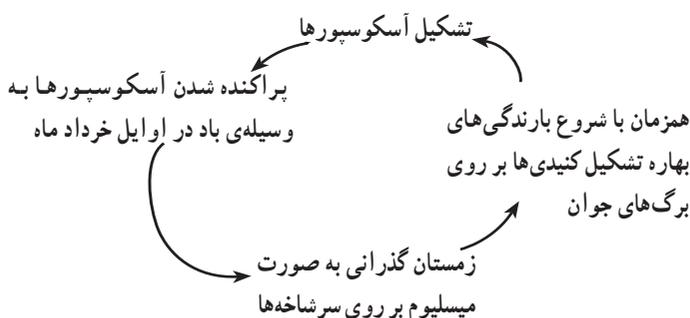 تشکیل آسکوسپورها
پراکنده شدن آسکوسپورها به
وسیله‌ی باد در اوایل خرداد ماه
همزمان با شروع بارندگی‌های
بهاره تشکیل کنیدی‌ها بر روی
برگ‌های جوان
زمستان گذرانی به صورت
میسلیوم بر روی سرشاخه‌ها